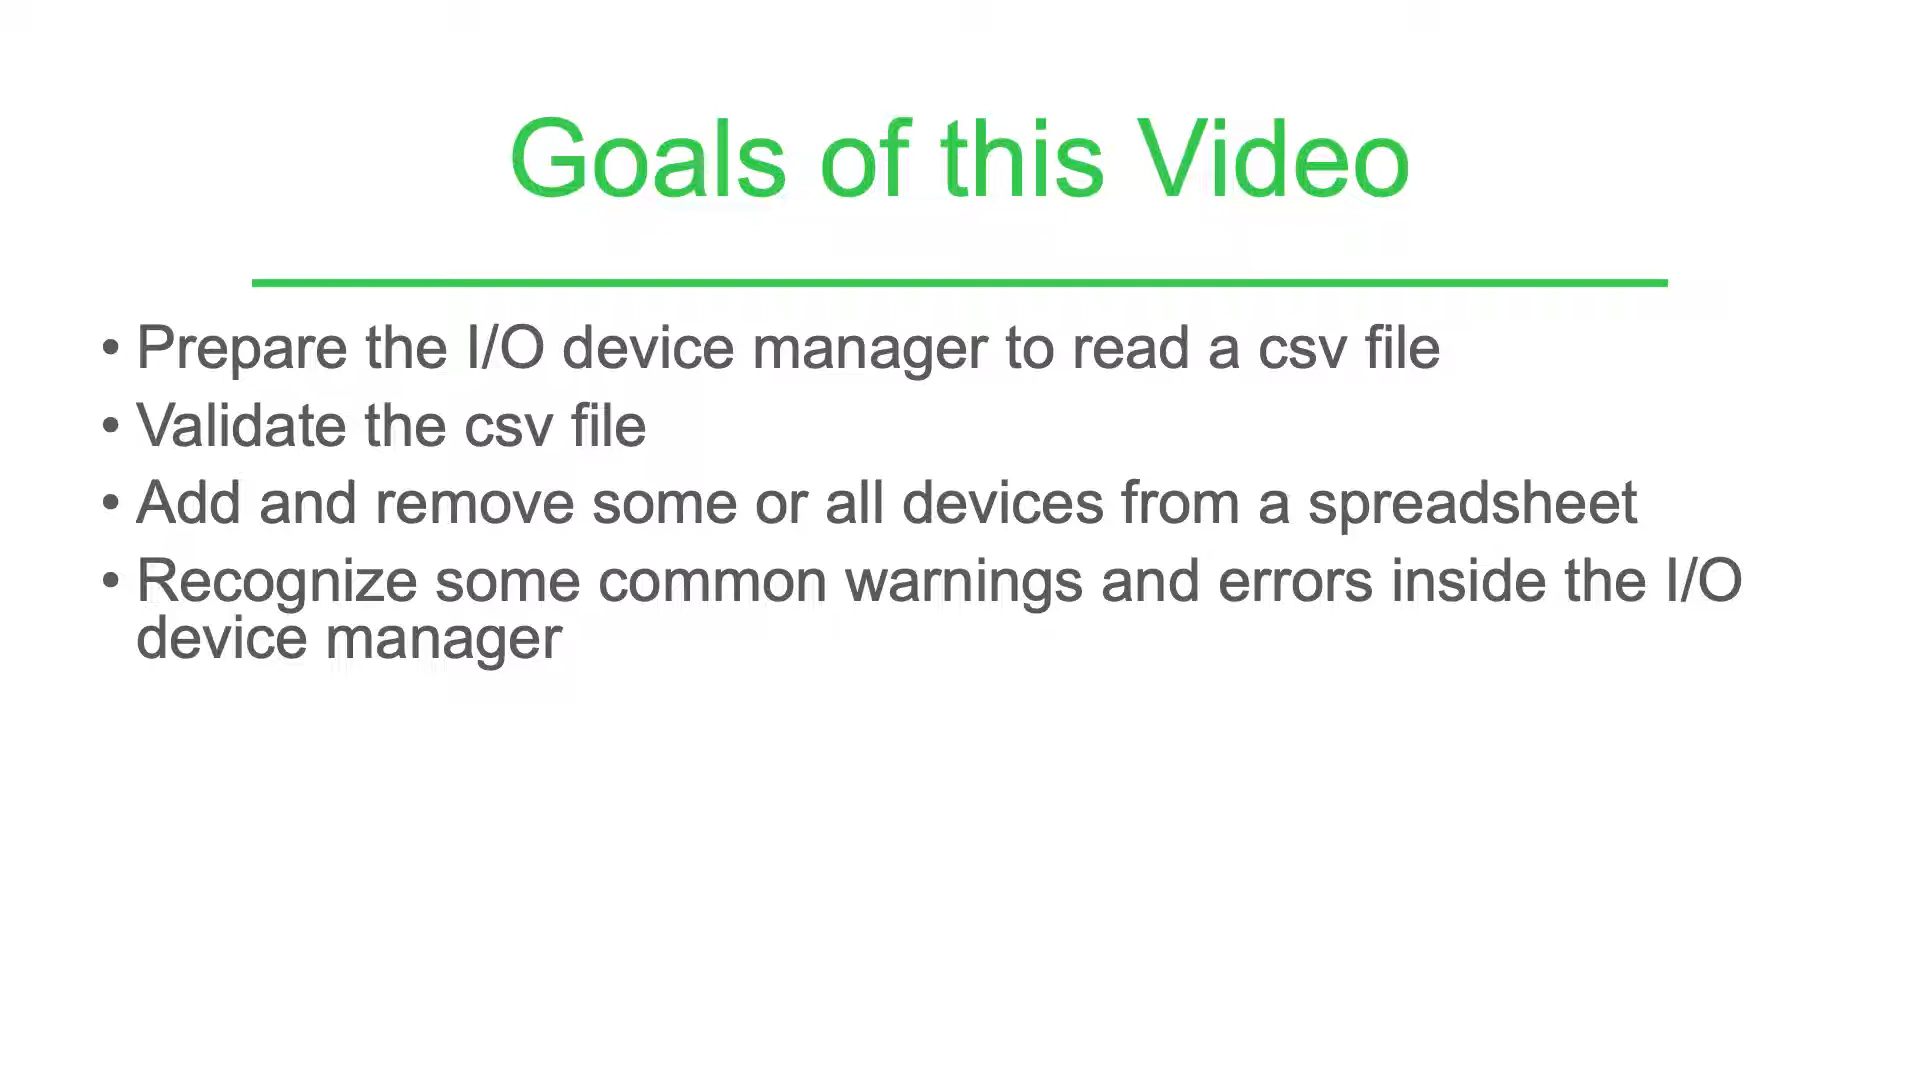 Goals of this Video
• Prepare the I/O device manager to read a csv file
• Validate the csv file
• Add and remove some or all devices from a spreadsheet
• Recognize some common warnings and errors inside the I/O
device manager